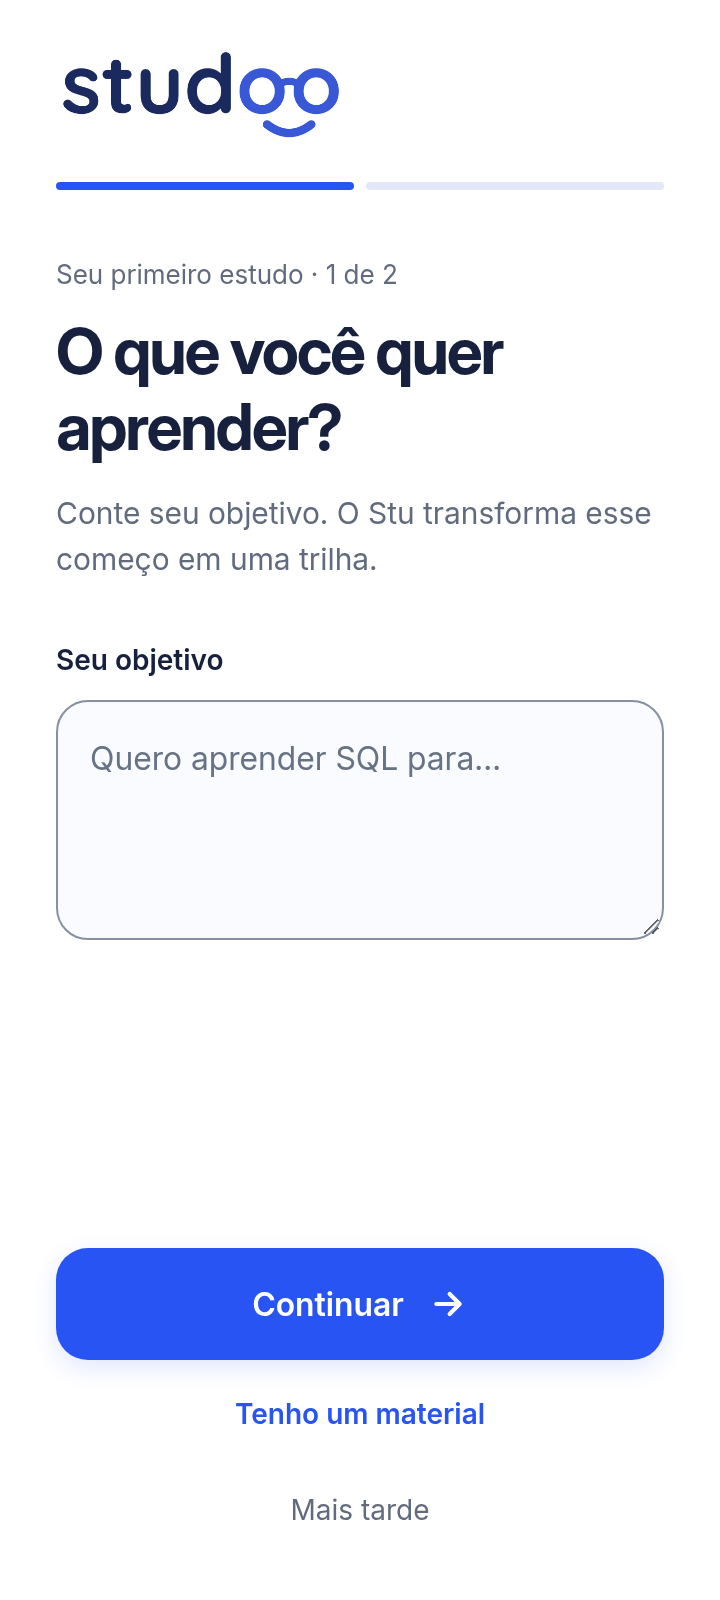 studoo
Seu primeiro estudo · 1 de 2
O que você quer
aprender?
Conte seu objetivo. O Stu transforma esse
começo em uma trilha.
Seu objetivo
Quero aprender SQL para...
Continuar →
Tenho um material
Mais tarde